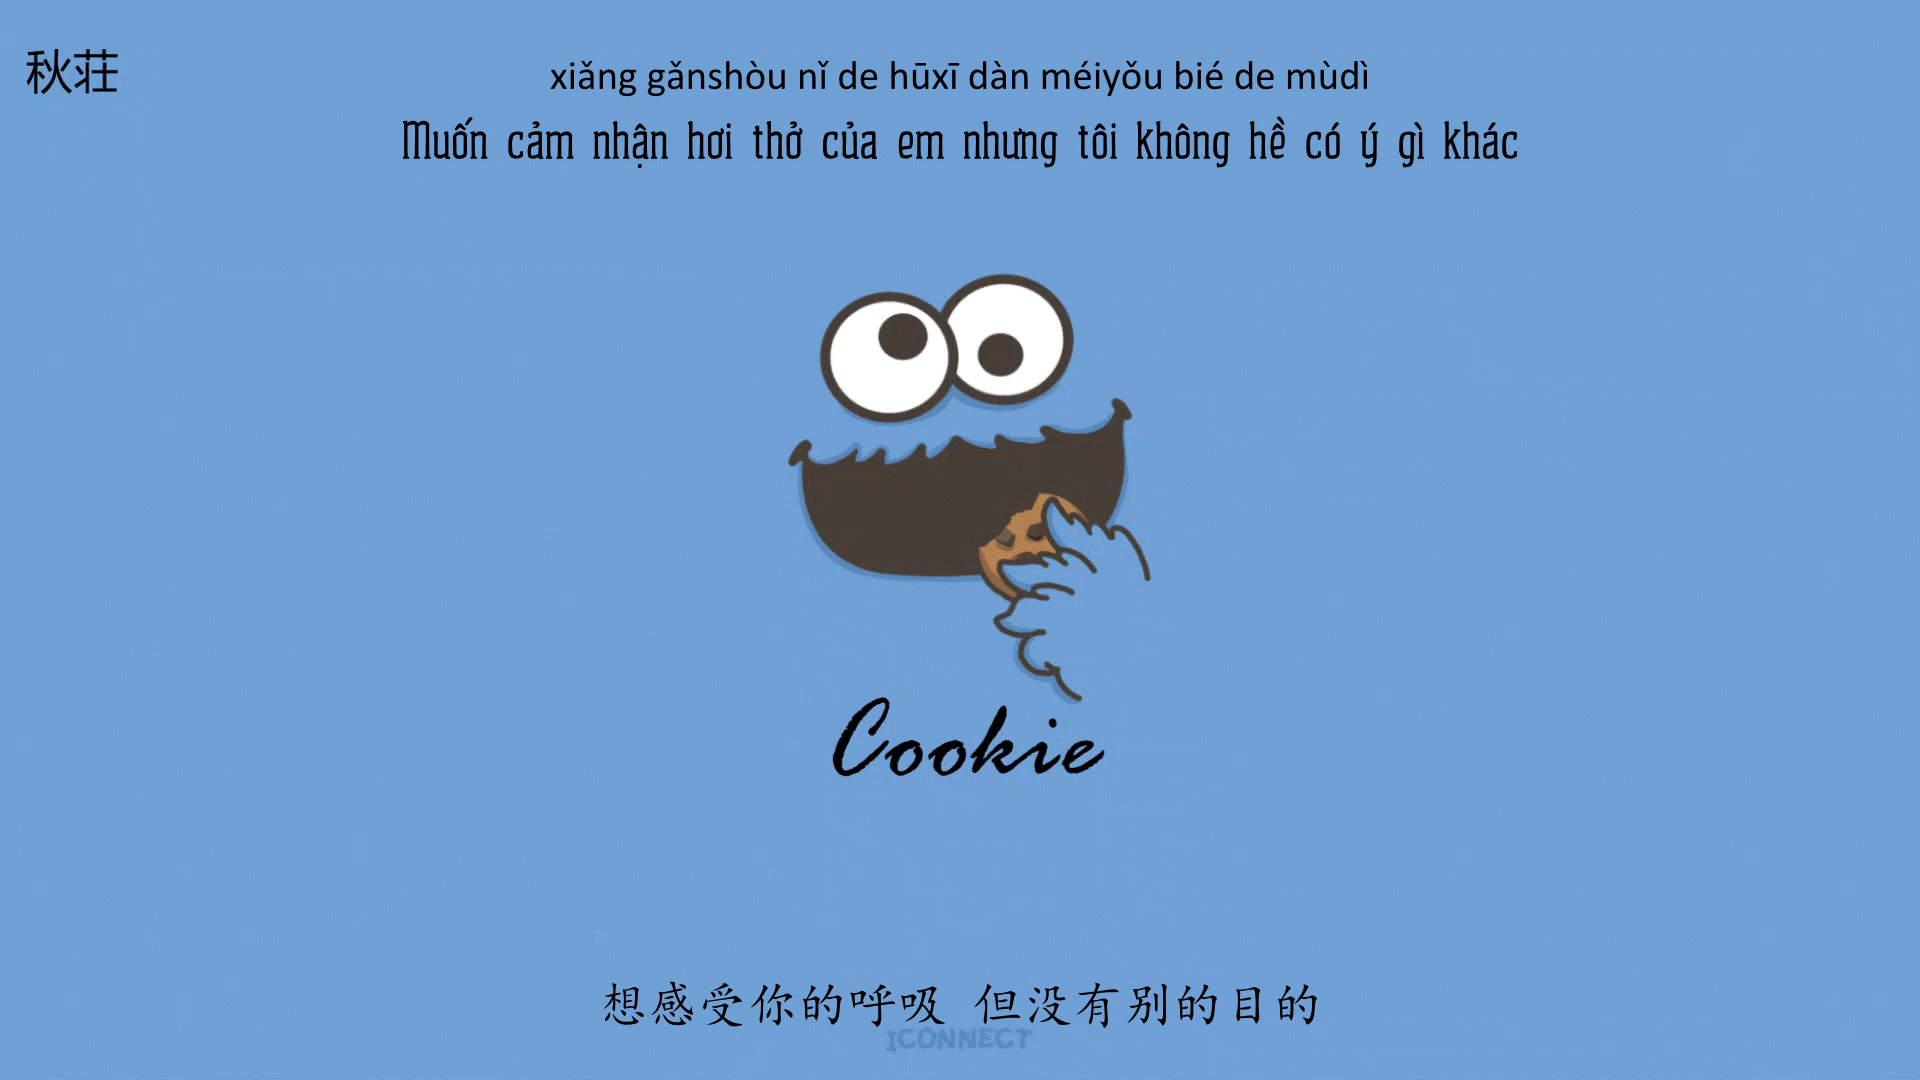 秋荘
xiǎng gǎnshòu nǐ de hūxī dàn méiyǒu bié de mùdì
Muốn cảm nhận hơi thở của em nhưng tôi không hề có ý gì khác
Cookie
想感受你的呼吸 但没有别的目的
ICONNECT